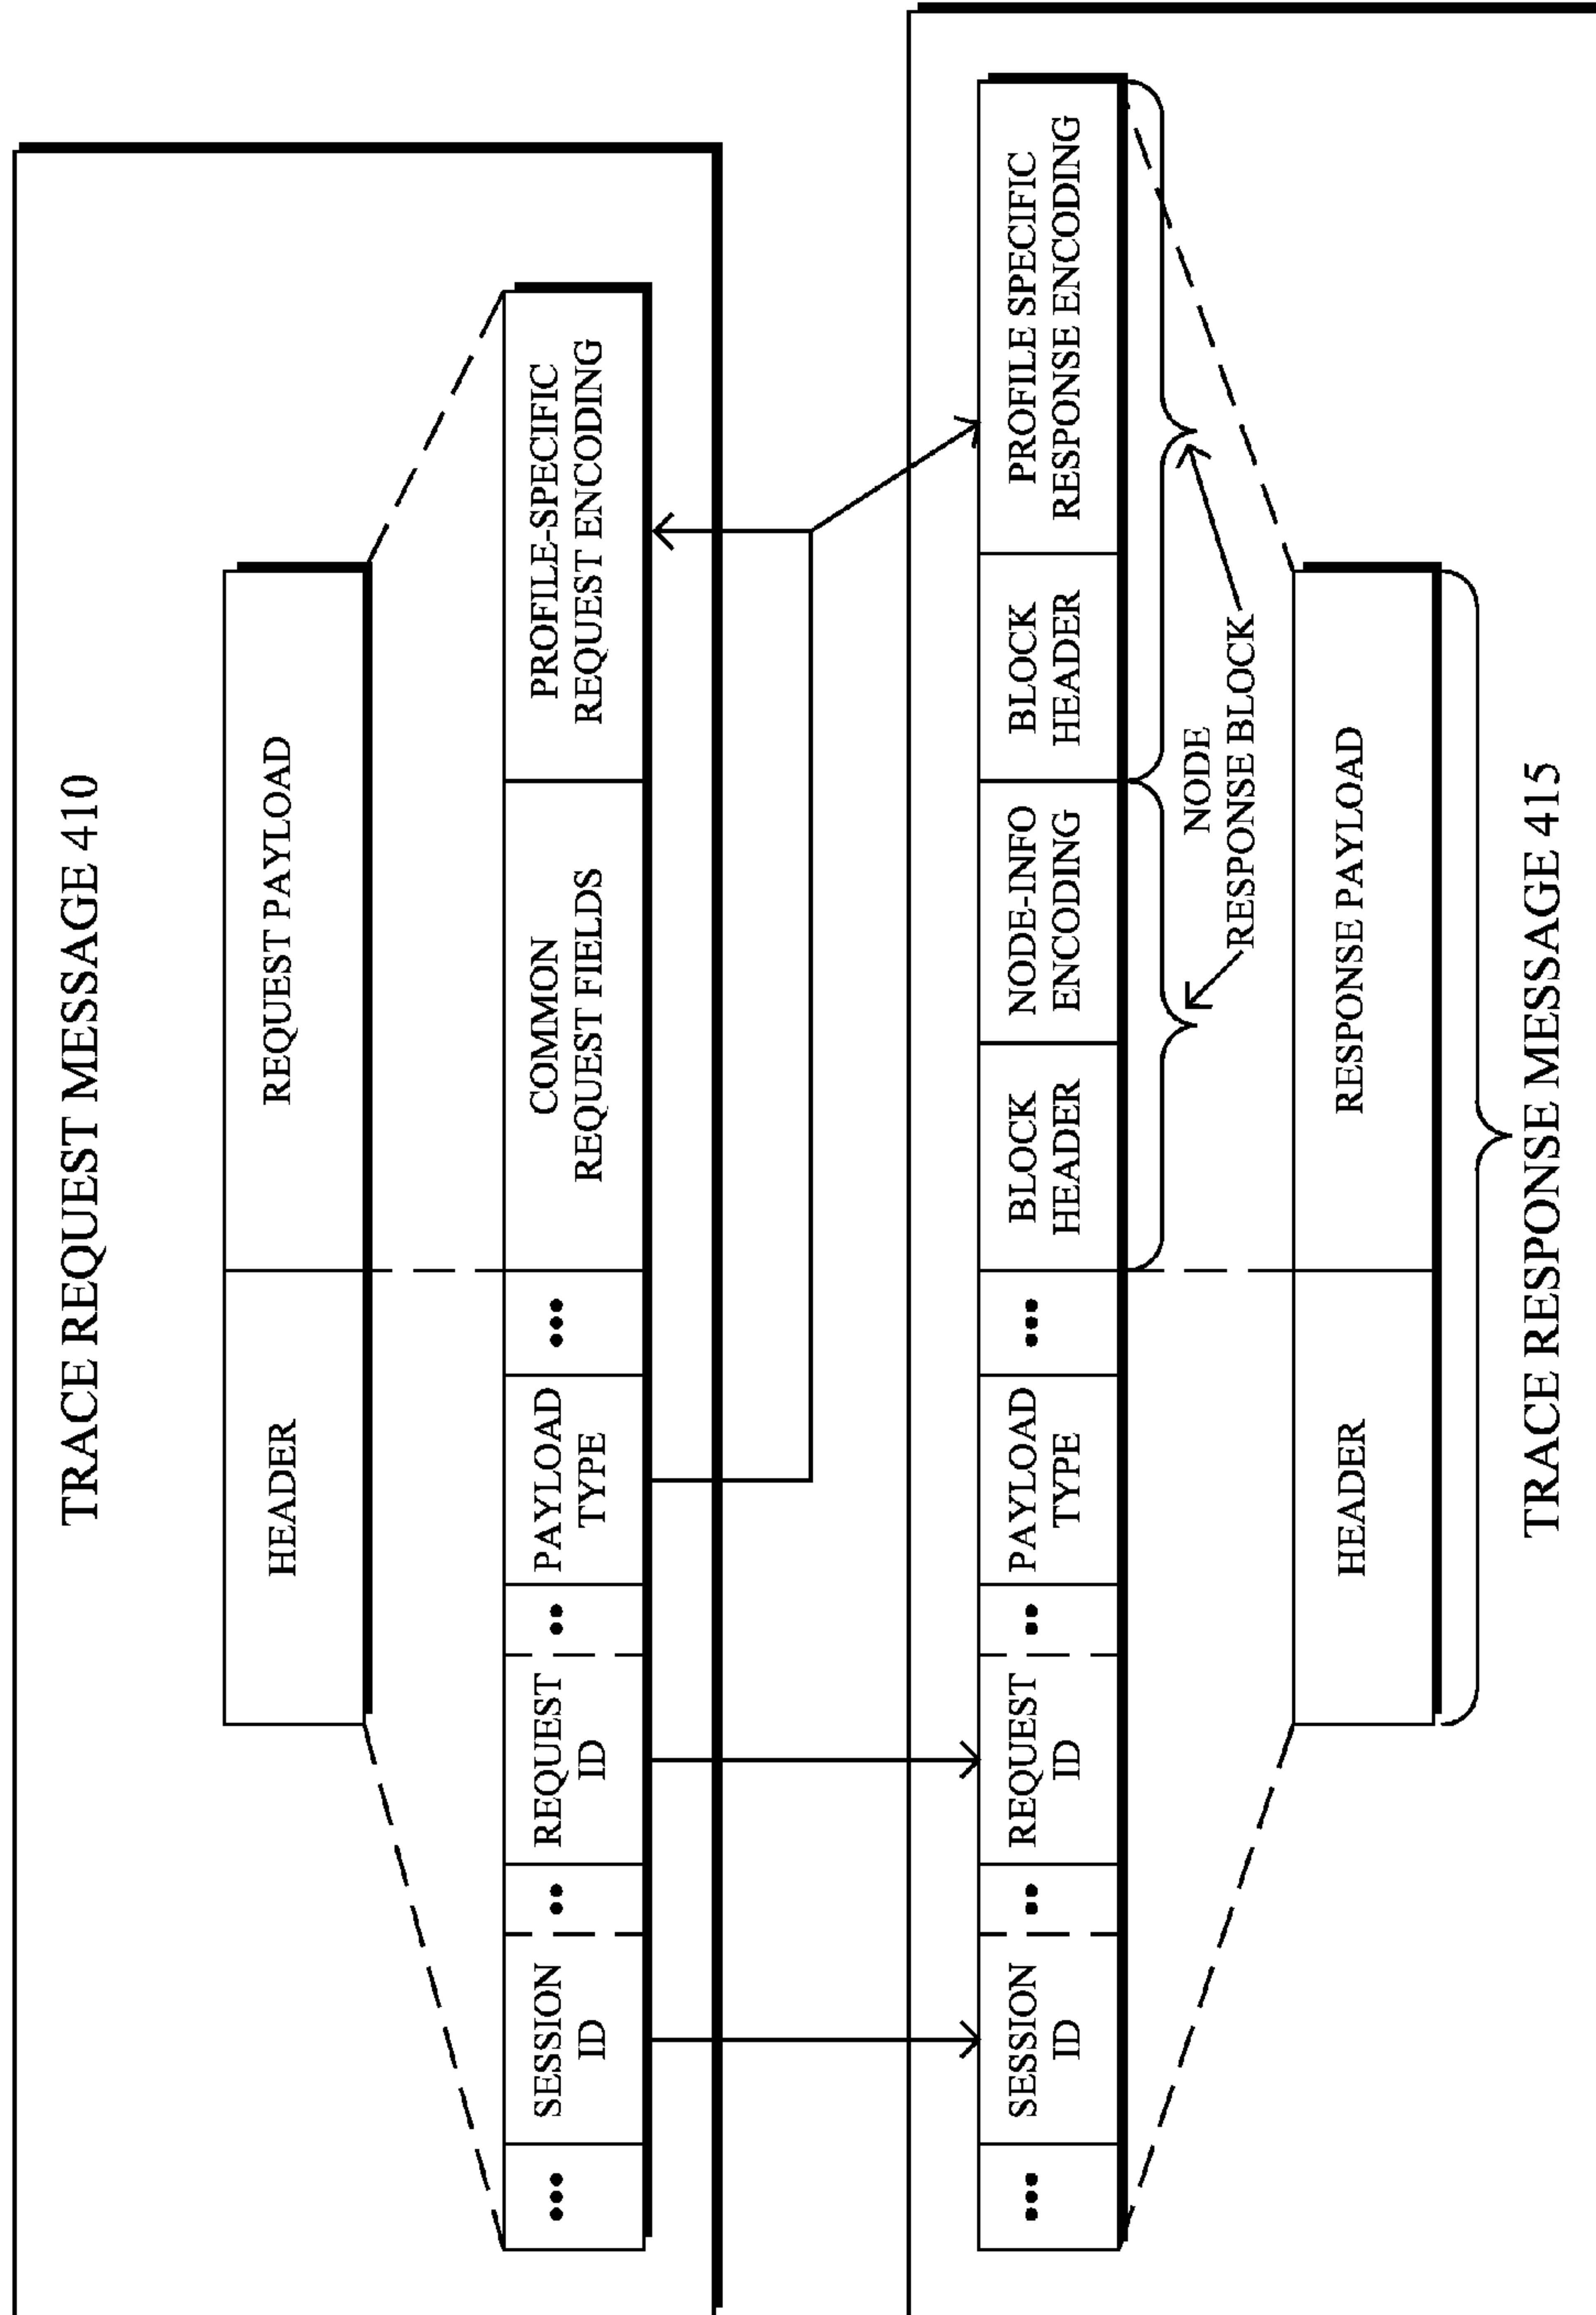 TRACE REQUEST MESSAGE 410
HEADER
REQUEST PAYLOAD
•••
SESSION
ID
••
REQUEST
ID
••
PAYLOAD
TYPE
•••
COMMON
REQUEST FIELDS
PROFILE-SPECIFIC
REQUEST ENCODING
•••
SESSION
ID
••
REQUEST
ID
••
PAYLOAD
TYPE
•••
BLOCK
HEADER
NODE-INFO
ENCODING
BLOCK
HEADER
PROFILE SPECIFIC
RESPONSE ENCODING
NODE
RESPONSE BLOCK
HEADER
RESPONSE PAYLOAD
TRACE RESPONSE MESSAGE 415